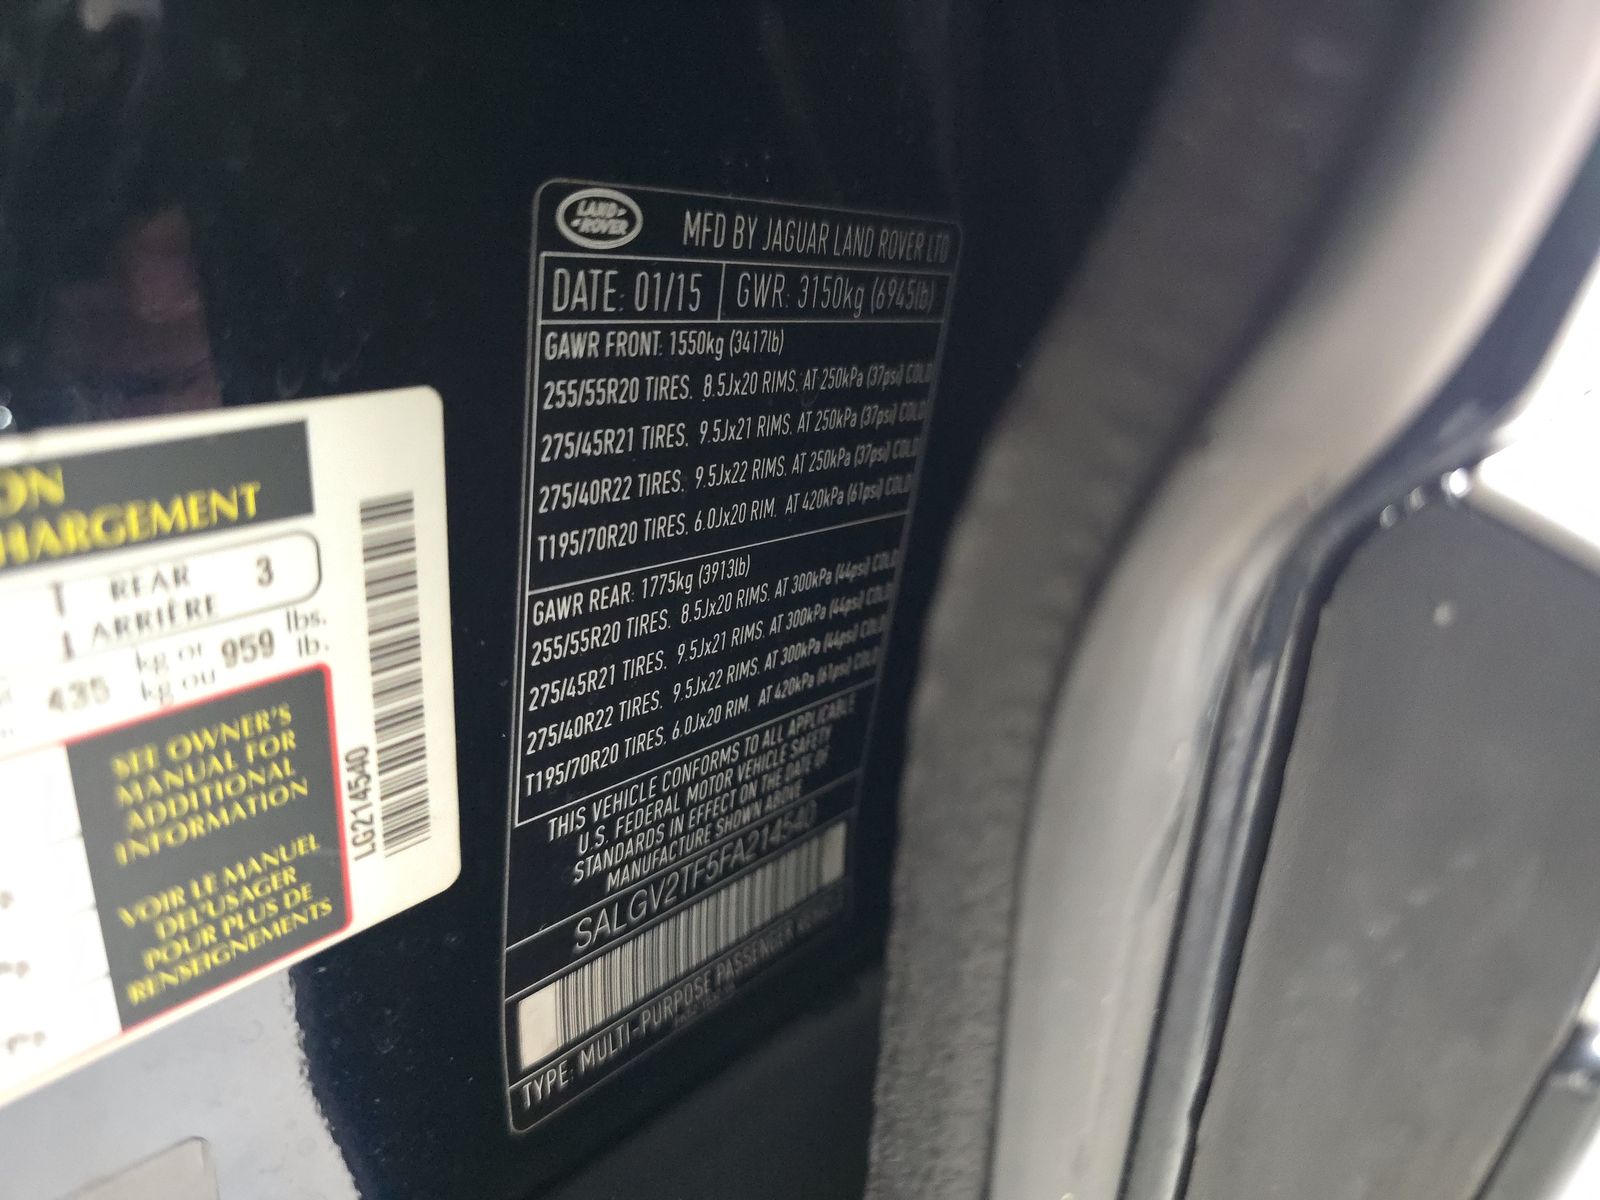 LAND ROVER
MFD BY JAGUAR LAND ROVER LTD
DATE: 01/15 GWR: 3150kg (6945lb)
GAWR FRONT: 1550kg (3417lb)
255/55R20 TIRES. 8.5Jx20 RIMS. AT 250kPa (37psi) COLD
275/45R21 TIRES. 9.5Jx21 RIMS. AT 250kPa (37psi) COLD
275/40R22 TIRES. 9.5Jx22 RIMS. AT 250kPa (37psi) COLD
T195/70R20 TIRES. 6.0Jx20 RIM. AT 420kPa (61psi) COLD
GAWR REAR: 1775kg (3913lb)
255/55R20 TIRES. 8.5Jx20 RIMS. AT 300kPa (44psi) COLD
275/45R21 TIRES. 9.5Jx21 RIMS. AT 300kPa (44psi) COLD
275/40R22 TIRES. 9.5Jx22 RIMS. AT 300kPa (44psi) COLD
T195/70R20 TIRES. 6.0Jx20 RIM. AT 420kPa (61psi) COLD
THIS VEHICLE CONFORMS TO ALL APPLICABLE
U.S. FEDERAL MOTOR VEHICLE SAFETY
STANDARDS IN EFFECT ON THE DATE OF
MANUFACTURE SHOWN ABOVE
SALGV2TF5FA214540
TYPE: MULTI-PURPOSE PASSENGER
ON
HARGEMENT
REAR 3
ARRIÈRE
kg or 959 lbs.
435 kg ou lb.
SEE OWNER'S
MANUAL FOR
ADDITIONAL
INFORMATION
VOIR LE MANUEL
DE L'USAGER
POUR PLUS DE
RENSEIGNEMENTS
LG214540